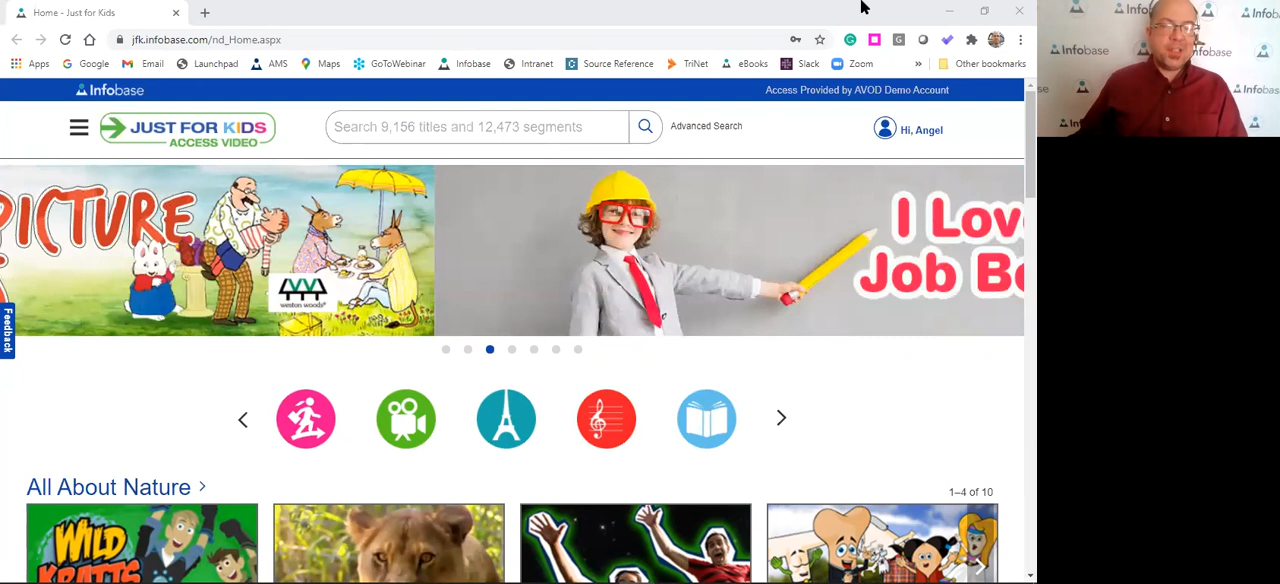 Home - Just for Kids
jfk.infobase.com/nd_Home.aspx
Apps Google Email Launchpad AMS Maps GoToWebinar Infobase Intranet Source Reference TriNet eBooks Slack Zoom » Other bookmarks
Infobase
Access Provided by AVOD Demo Account
JUST FOR KIDS
ACCESS VIDEO
Search 9,156 titles and 12,473 segments
Advanced Search
Hi, Angel
PICTURE
weston woods
I Lov
Job Be
Feedback
All About Nature >
1–4 of 10
WILD
KRATTS
Infobase
Infobase
nfobase
Infobase